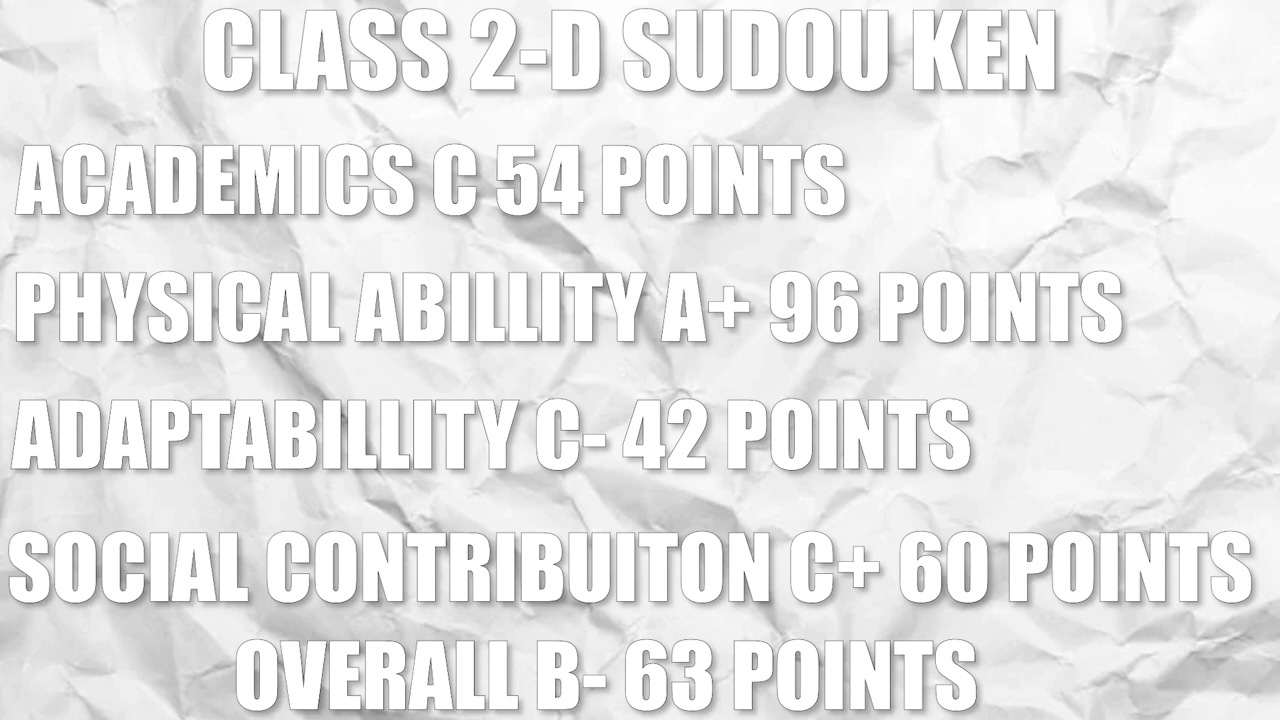 CLASS 2-D SUDOU KEN
ACADEMICS C 54 POINTS
PHYSICAL ABILLITY A+ 96 POINTS
ADAPTABILLITY C- 42 POINTS
SOCIAL CONTRIBUITON C+ 60 POINTS
OVERALL B- 63 POINTS